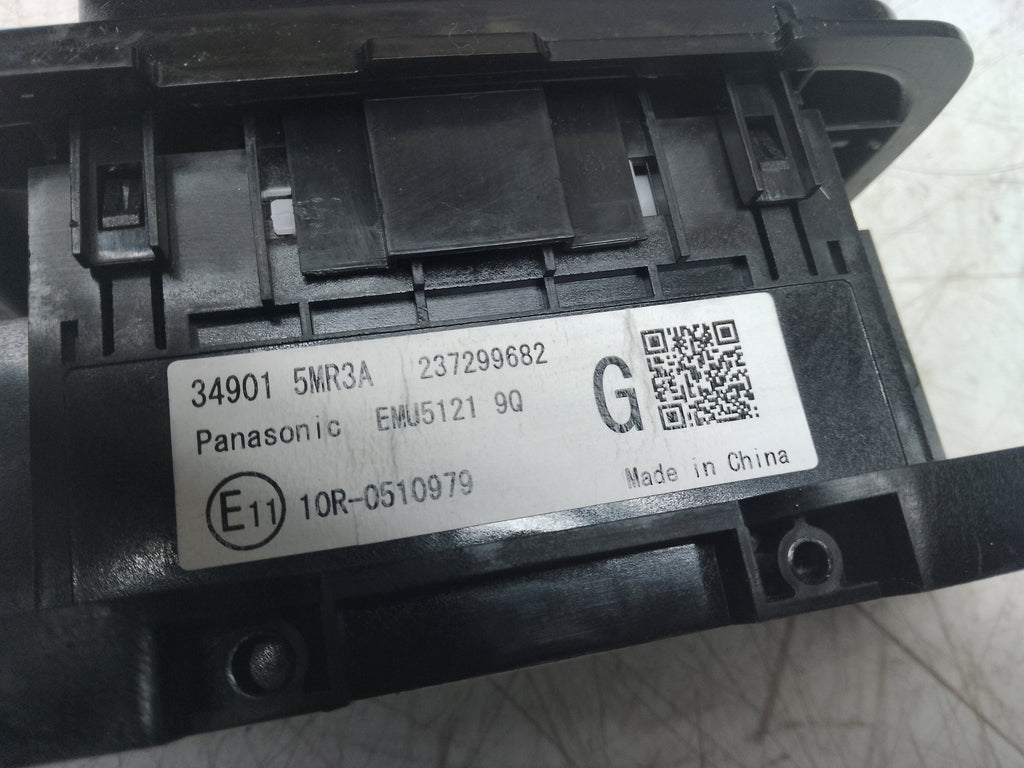 34901 5MR3A 237299682
Panasonic EMU5121 9Q
G
E11 10R-0510979
Made in China